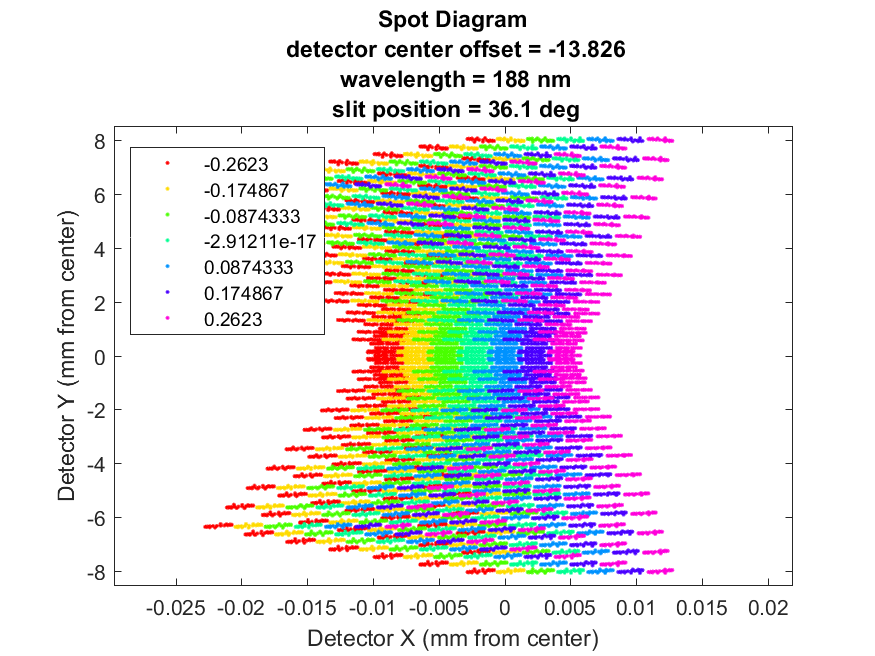 Spot Diagram
detector center offset = -13.826
wavelength = 188 nm
slit position = 36.1 deg
8
6
4
2
0
-2
-4
-6
-8
Detector Y (mm from center)
-0.2623
-0.174867
-0.0874333
-2.91211e-17
0.0874333
0.174867
0.2623
-0.025 -0.02 -0.015 -0.01 -0.005 0 0.005 0.01 0.015 0.02
Detector X (mm from center)